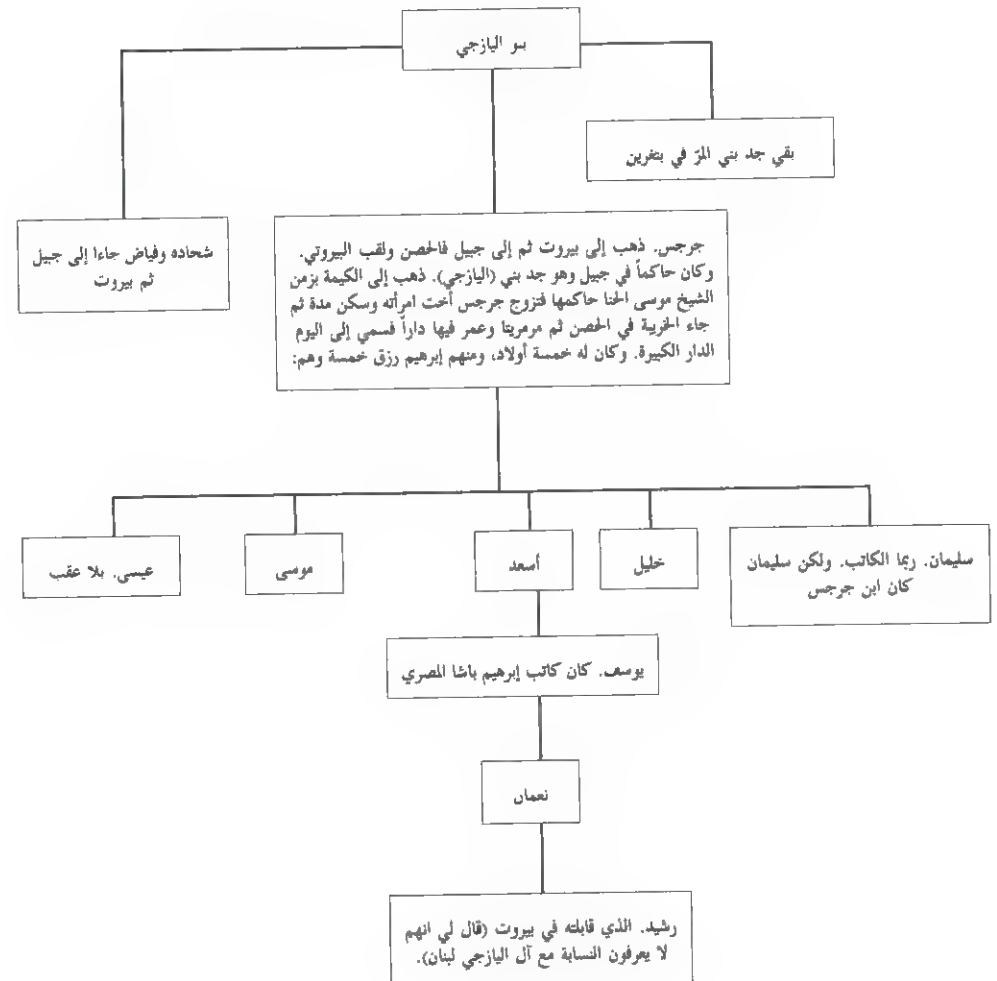 بنو اليازجي
بقي جد بني المرّ في بتغرين
جرجس. ذهب إلى بيروت ثم إلى جبيل فالحصن ولقب البيروتي.
وكان حاكماً في جبيل وهو جد بني (اليازجي). ذهب إلى الكيمة بزمن
الشيخ موسى الحنا حاكمها فتزوج جرجس أخت امرأته وسكن مدة ثم
جاء الخريبة في الحصن ثم مرمريتا وعمر فيها داراً فسمي إلى اليوم
الدار الكبيرة. وكان له خمسة أولاد، ومنهم إبرهيم رزق خمسة وهم:
شحاده وفياض جاءا إلى جبيل
ثم بيروت
سليمان. ربما الكاتب. ولكن سليمان
كان ابن جرجس
خليل
أسعد
موسى
عيسى. بلا عقب
يوسف. كان كاتب إبرهيم باشا المصري
نعمان
رشيد. الذي قابلته في بيروت (قال لي انهم
لا يعرفون النسابة مع آل اليازجي لبنان).